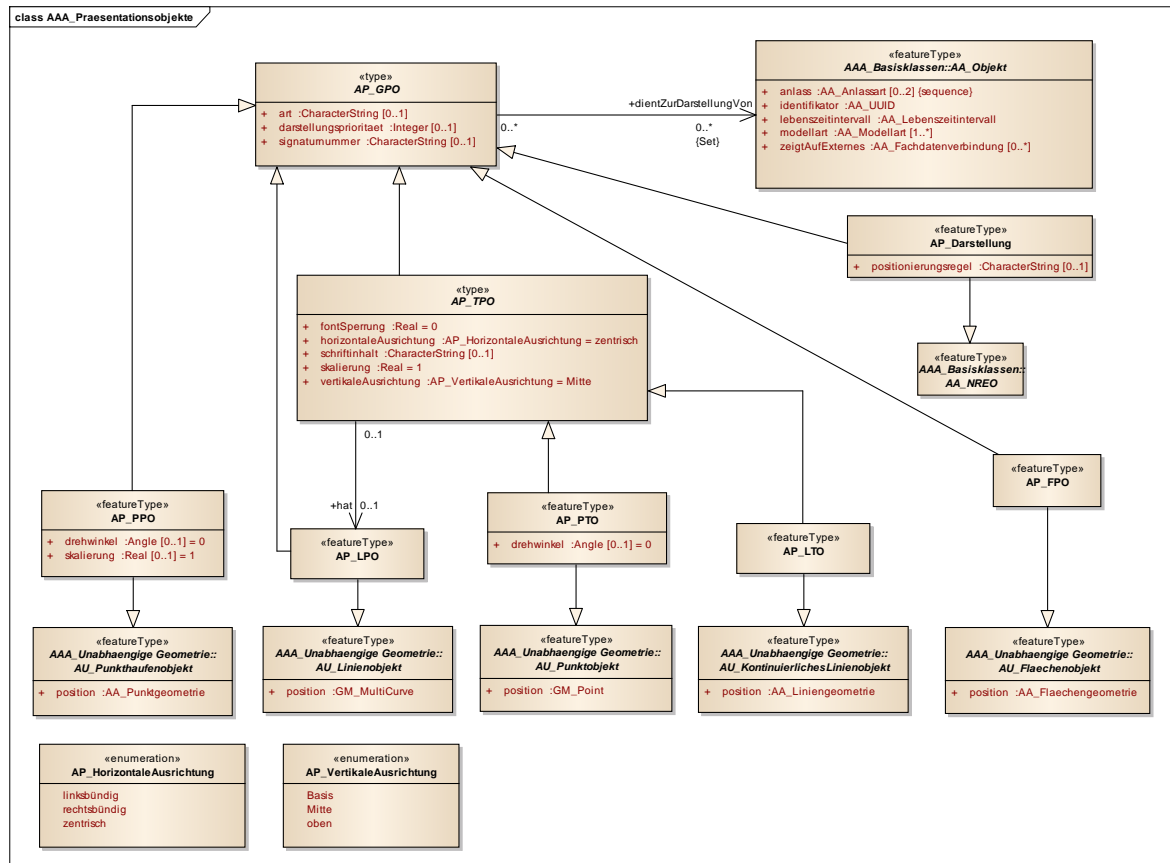 class AAA_Praesentationsobjekte
«type»
AP_GPO
+ art :CharacterString [0..1]
+ darstellungsprioritaet :Integer [0..1]
+ signaturnummer :CharacterString [0..1]
+dientZurDarstellungVon
0..*
0..*
{Set}
«featureType»
AAA_Basisklassen::AA_Objekt
+ anlass :AA_Anlassart [0..2] {sequence}
+ identifikator :AA_UUID
+ lebenszeitintervall :AA_Lebenszeitintervall
+ modellart :AA_Modellart [1..*]
+ zeigtAufExternes :AA_Fachdatenverbindung [0..*]
«featureType»
AP_Darstellung
+ positionierungsregel :CharacterString [0..1]
«type»
AP_TPO
+ fontSperrung :Real = 0
+ horizontaleAusrichtung :AP_HorizontaleAusrichtung = zentrisch
+ schriftinhalt :CharacterString [0..1]
+ skalierung :Real = 1
+ vertikaleAusrichtung :AP_VertikaleAusrichtung = Mitte
«featureType»
AAA_Basisklassen::
AA_NREO
0..1
+hat 0..1
«featureType»
AP_PPO
+ drehwinkel :Angle [0..1] = 0
+ skalierung :Real [0..1] = 1
«featureType»
AP_LPO
«featureType»
AP_PTO
+ drehwinkel :Angle [0..1] = 0
«featureType»
AP_LTO
«featureType»
AP_FPO
«featureType»
AAA_Unabhaengige Geometrie::
AU_Punkthaufenobjekt
+ position :AA_Punktgeometrie
«featureType»
AAA_Unabhaengige Geometrie::
AU_Linienobjekt
+ position :GM_MultiCurve
«featureType»
AAA_Unabhaengige Geometrie::
AU_Punktobjekt
+ position :GM_Point
«featureType»
AAA_Unabhaengige Geometrie::
AU_KontinuierlichesLinienobjekt
+ position :AA_Liniengeometrie
«featureType»
AAA_Unabhaengige Geometrie::
AU_Flaechenobjekt
+ position :AA_Flaechengeometrie
«enumeration»
AP_HorizontaleAusrichtung
linksbündig
rechtsbündig
zentrisch
«enumeration»
AP_VertikaleAusrichtung
Basis
Mitte
oben